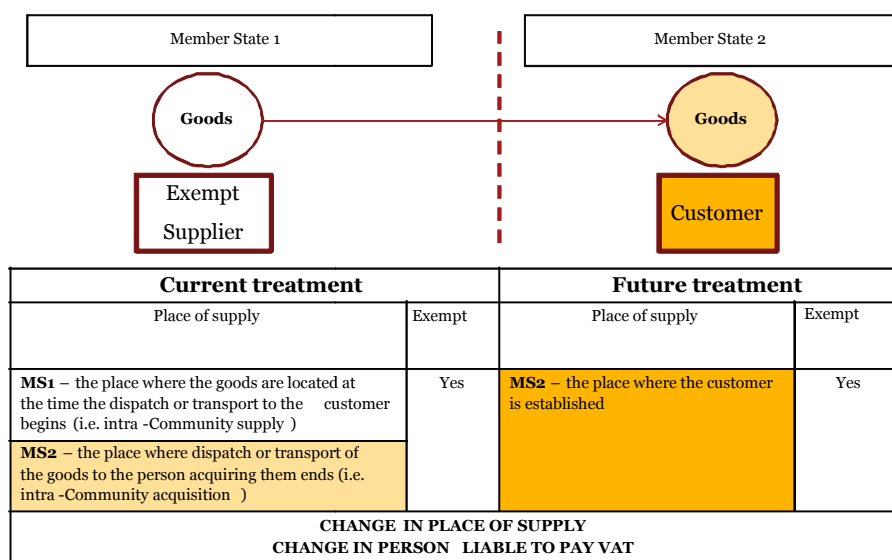 Member State 1
Member State 2
Goods
Goods
Exempt
Supplier
Customer
Current treatment
Future treatment
Place of supply
Exempt
Place of supply
Exempt
MS1 – the place where the goods are located at
the time the dispatch or transport to the customer
begins (i.e. intra -Community supply )
Yes
MS2 – the place where the customer
is established
Yes
MS2 – the place where dispatch or transport of
the goods to the person acquiring them ends (i.e.
intra -Community acquisition )
CHANGE IN PLACE OF SUPPLY
CHANGE IN PERSON LIABLE TO PAY VAT